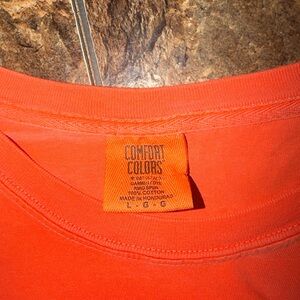 COMFORT
COLORS
100% COTTON
MADE IN HONDURAS
L - G - G